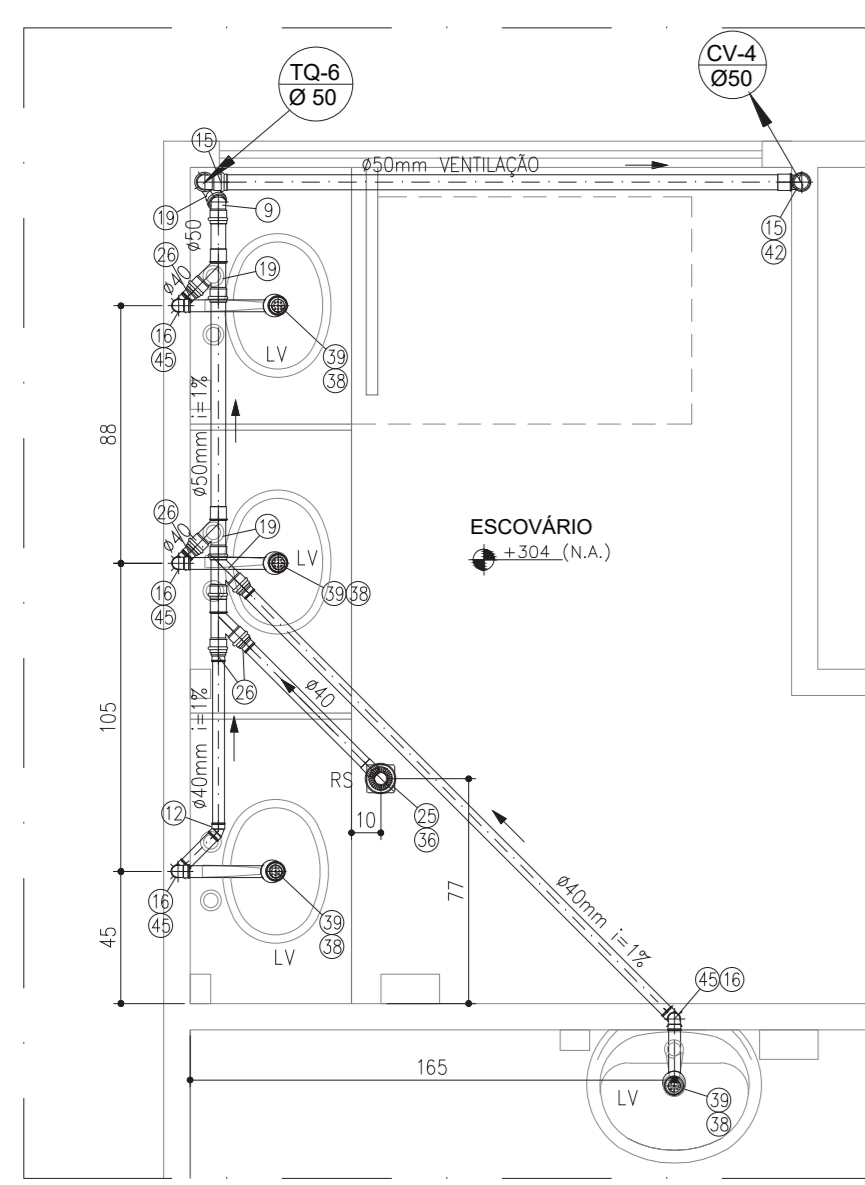 TQ-6
Ø 50
CV-4
Ø50
15
ø50mm VENTILAÇÃO
19
9
ø50
15
42
26
ø40
19
16
45
LV
39
38
88
ø50mm i=1%
26
ø40
19
LV
16
45
39 38
ESCOVÁRIO
+304 (N.A.)
105
26
ø40
ø40mm i=1%
RS
12
10
25
36
77
16
45
39
38
LV
45
ø40mm i=1%
45 16
165
LV
39
38